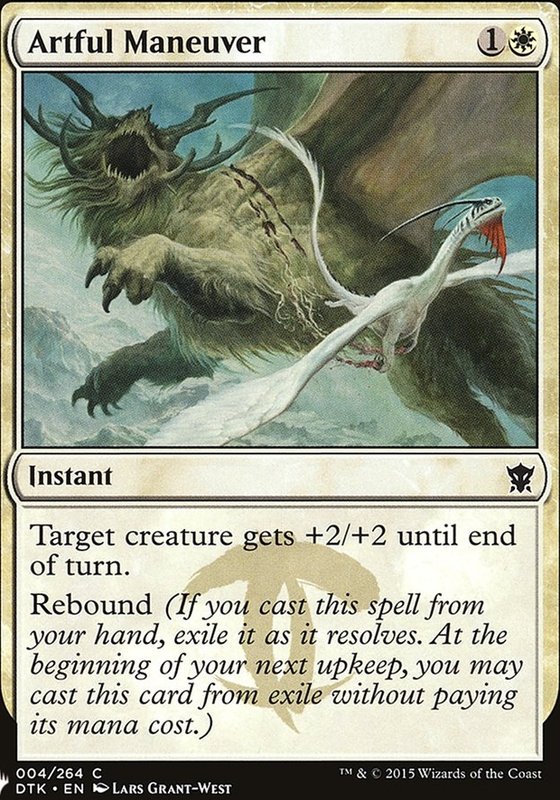 Artful Maneuver 1
Instant
Target creature gets +2/+2 until end
of turn.
Rebound (If you cast this spell from
your hand, exile it as it resolves. At the
beginning of your next upkeep, you may
cast this card from exile without paying
its mana cost.)
004/264 C
DTK • EN Lars Grant-West
™ & © 2015 Wizards of the Coast